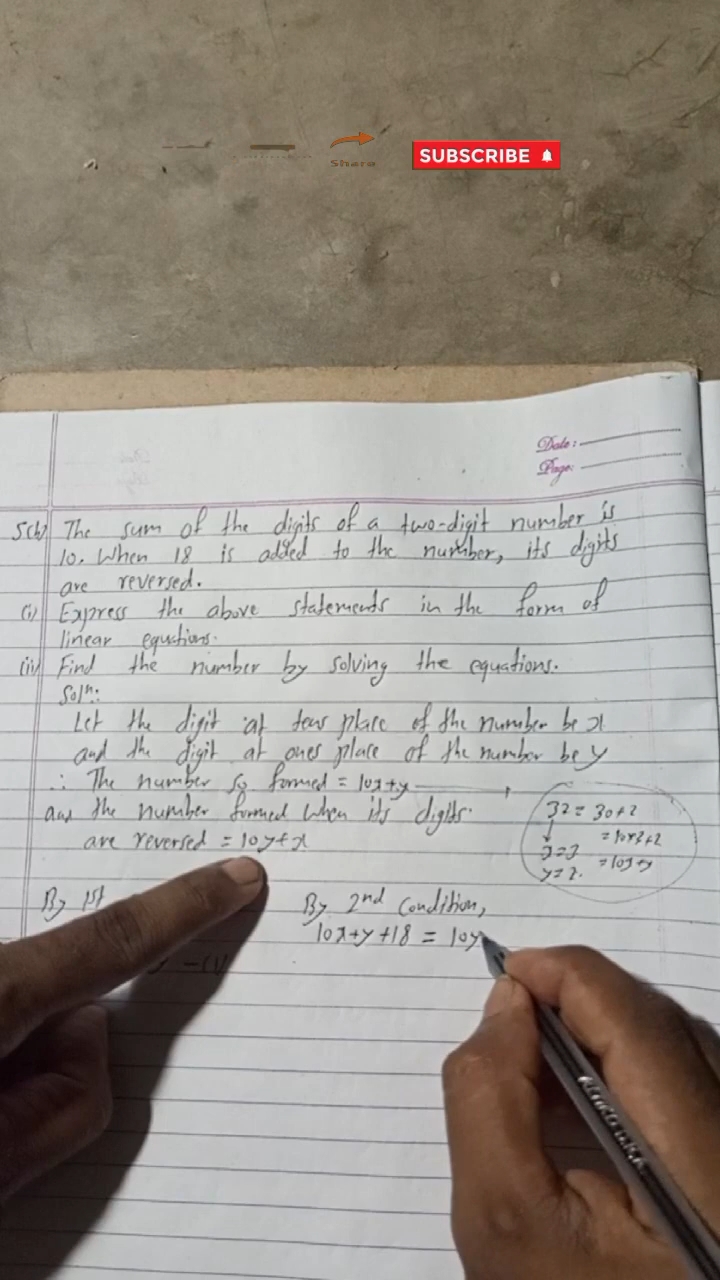 Share
SUBSCRIBE
Date:
Page:
5(b) The sum of the digits of a two-digit number is
10. When 18 is added to the number, its digits
are reversed.
(i) Express the above statements in the form of
linear equations.
(ii) Find the number by solving the equations.
Solⁿ:
Let the digit at tens place of the number be x
and the digit at ones place of the number be y
∴ The number so formed = 10x+y
and the number formed when its digits
are reversed = 10y+x
32 = 30+2
= 10×3+2
x=3
= 10x+y
y=2.
By 1st
By 2nd Condition,
10x+y+18 = 10y